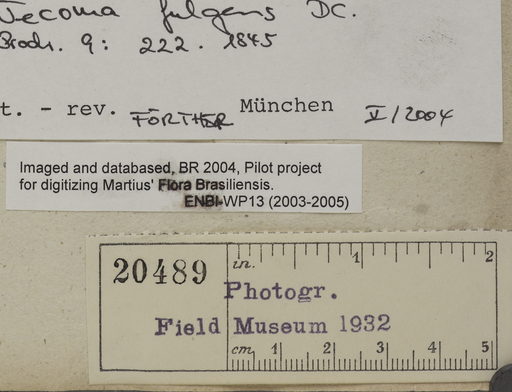 Tecoma fulgens DC.
Prodr. 9: 222. 1845
t. - rev. FÖRTHER München V/2004
Imaged and databased, BR 2004, Pilot project
for digitizing Martius' Flora Brasiliensis.
ENBI-WP13 (2003-2005)
20489
in. 1 2
Photogr.
Field Museum 1932
cm 1 2 3 4 5